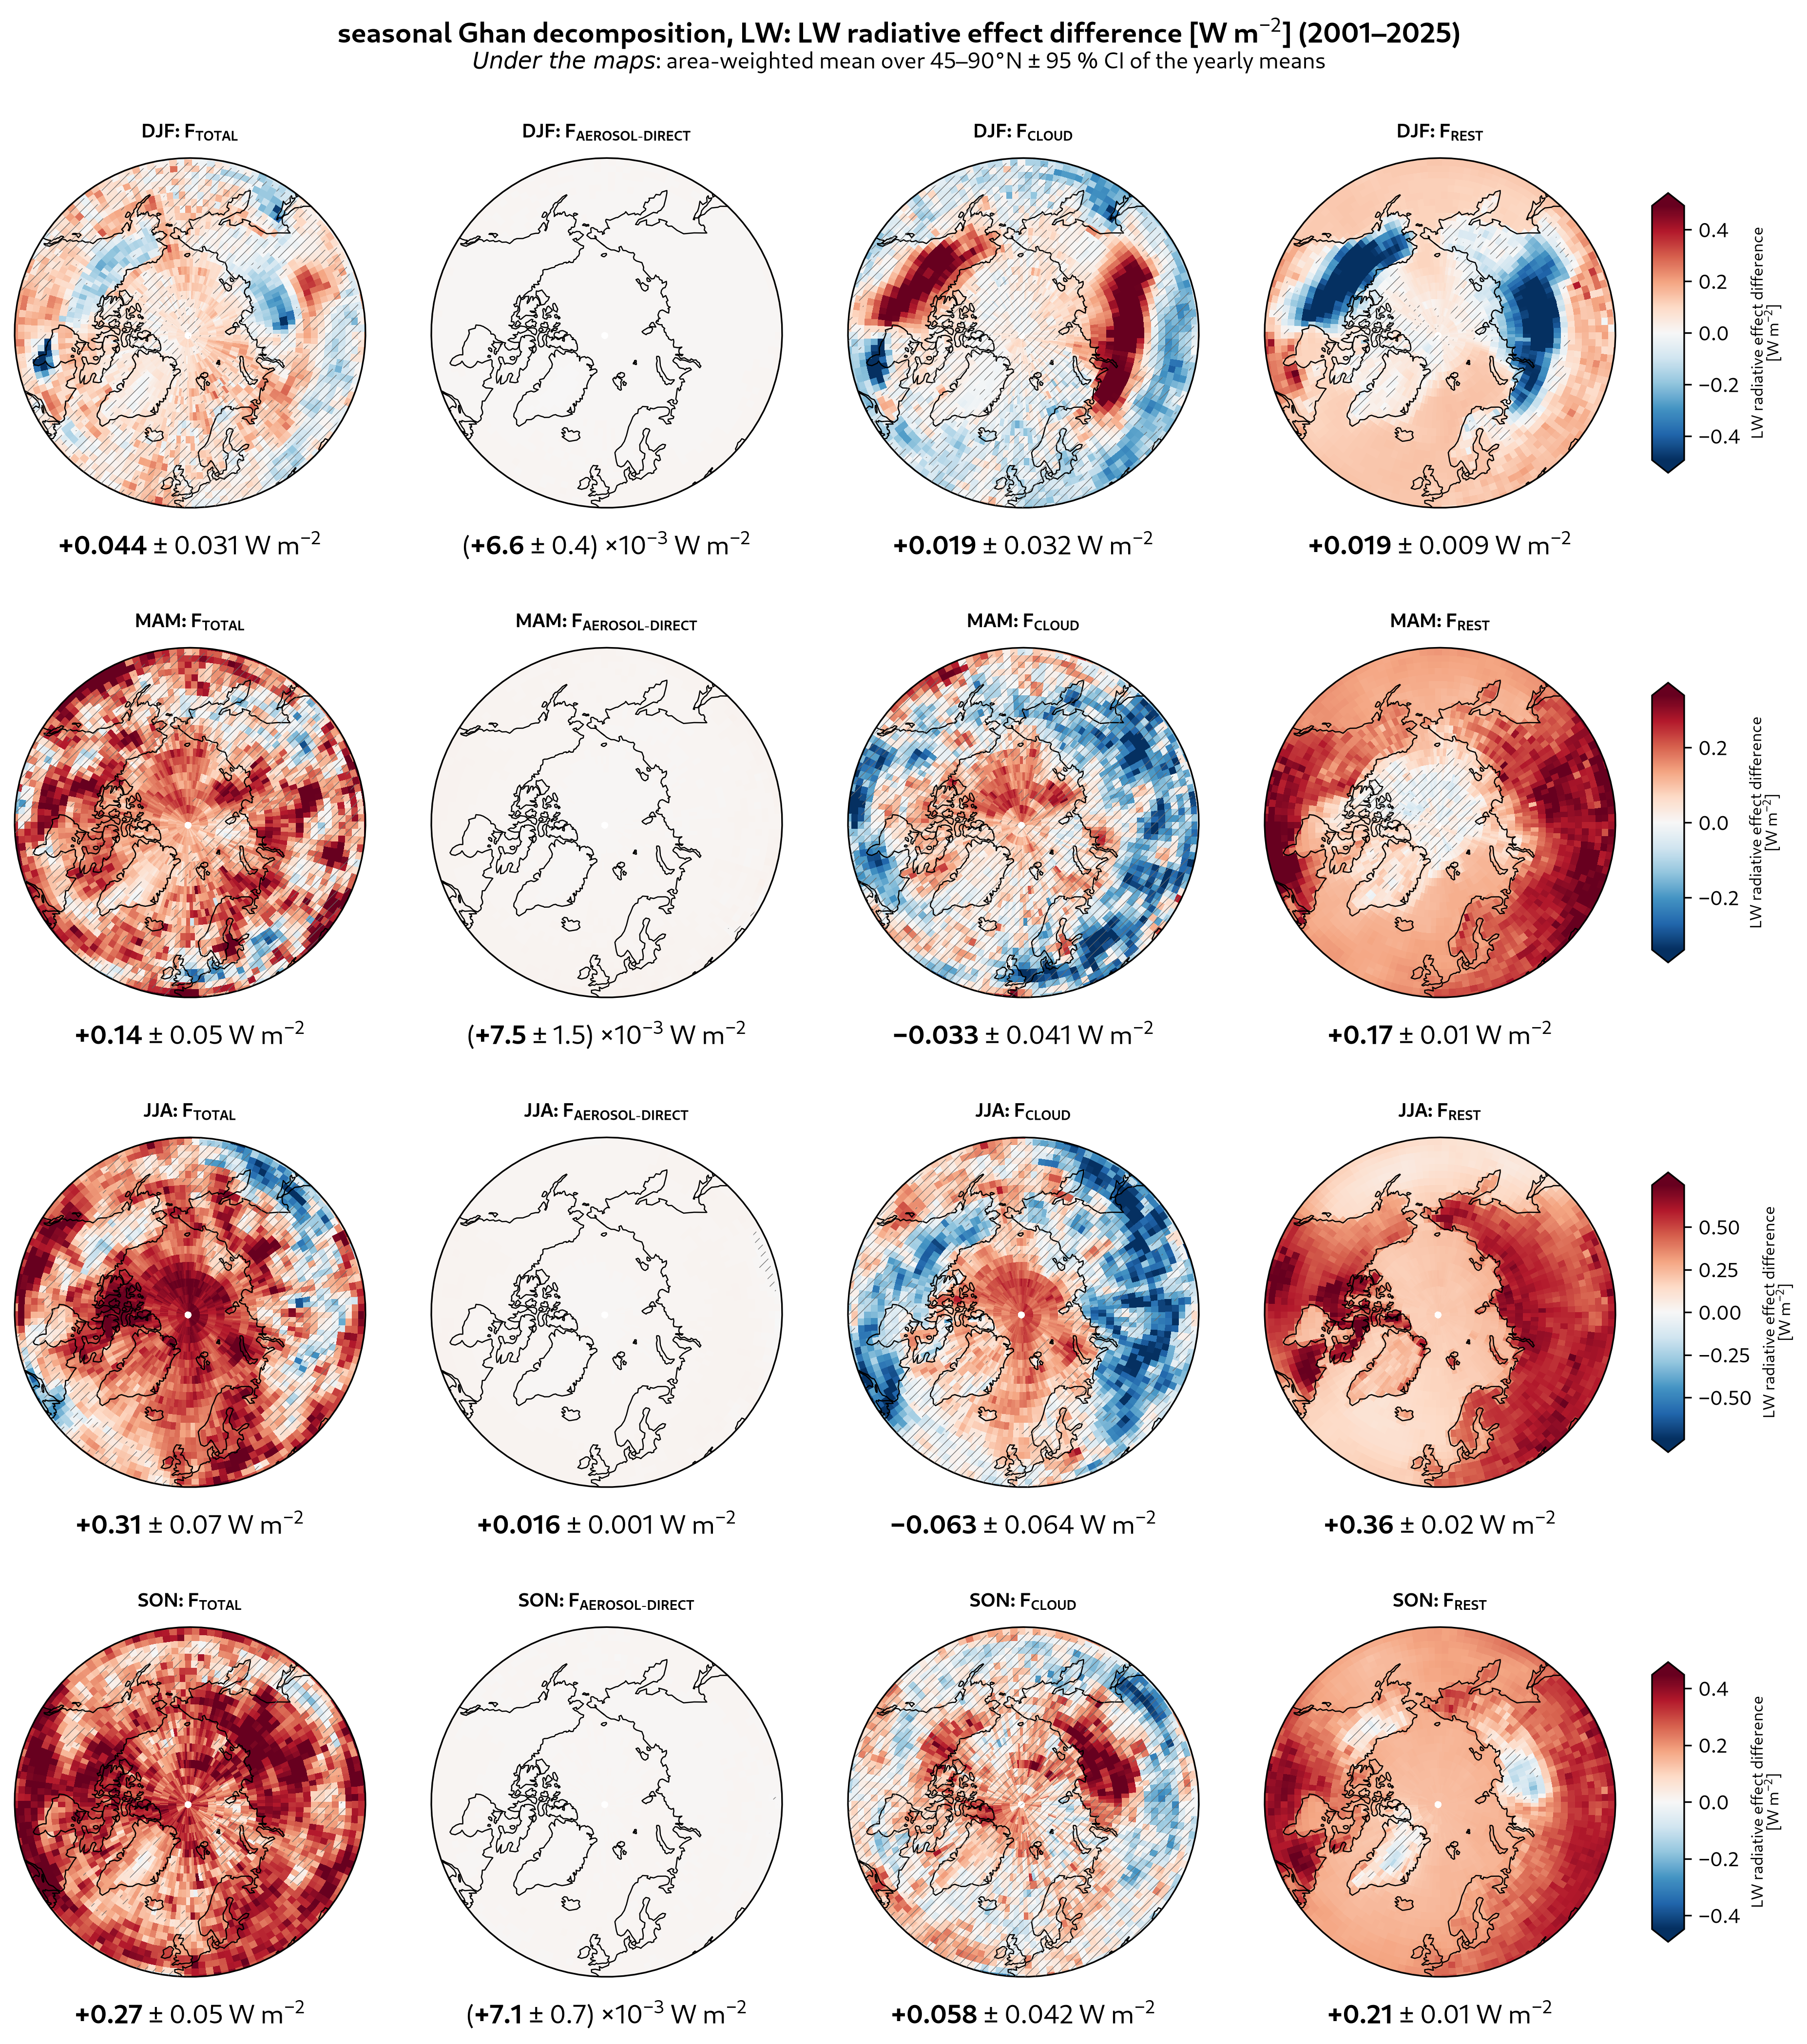 seasonal Ghan decomposition, LW: LW radiative effect difference [W m⁻²] (2001–2025)
Under the maps: area-weighted mean over 45–90°N ± 95 % CI of the yearly means
DJF: F_TOTAL
DJF: F_AEROSOL-DIRECT
DJF: F_CLOUD
DJF: F_REST
0.4
0.2
0.0
−0.2
−0.4
LW radiative effect difference
[W m⁻²]
+0.044 ± 0.031 W m⁻²
(+6.6 ± 0.4) ×10⁻³ W m⁻²
+0.019 ± 0.032 W m⁻²
+0.019 ± 0.009 W m⁻²
MAM: F_TOTAL
MAM: F_AEROSOL-DIRECT
MAM: F_CLOUD
MAM: F_REST
0.2
0.0
−0.2
LW radiative effect difference
[W m⁻²]
+0.14 ± 0.05 W m⁻²
(+7.5 ± 1.5) ×10⁻³ W m⁻²
−0.033 ± 0.041 W m⁻²
+0.17 ± 0.01 W m⁻²
JJA: F_TOTAL
JJA: F_AEROSOL-DIRECT
JJA: F_CLOUD
JJA: F_REST
0.50
0.25
0.00
−0.25
−0.50
LW radiative effect difference
[W m⁻²]
+0.31 ± 0.07 W m⁻²
+0.016 ± 0.001 W m⁻²
−0.063 ± 0.064 W m⁻²
+0.36 ± 0.02 W m⁻²
SON: F_TOTAL
SON: F_AEROSOL-DIRECT
SON: F_CLOUD
SON: F_REST
0.4
0.2
0.0
−0.2
−0.4
LW radiative effect difference
[W m⁻²]
+0.27 ± 0.05 W m⁻²
(+7.1 ± 0.7) ×10⁻³ W m⁻²
+0.058 ± 0.042 W m⁻²
+0.21 ± 0.01 W m⁻²